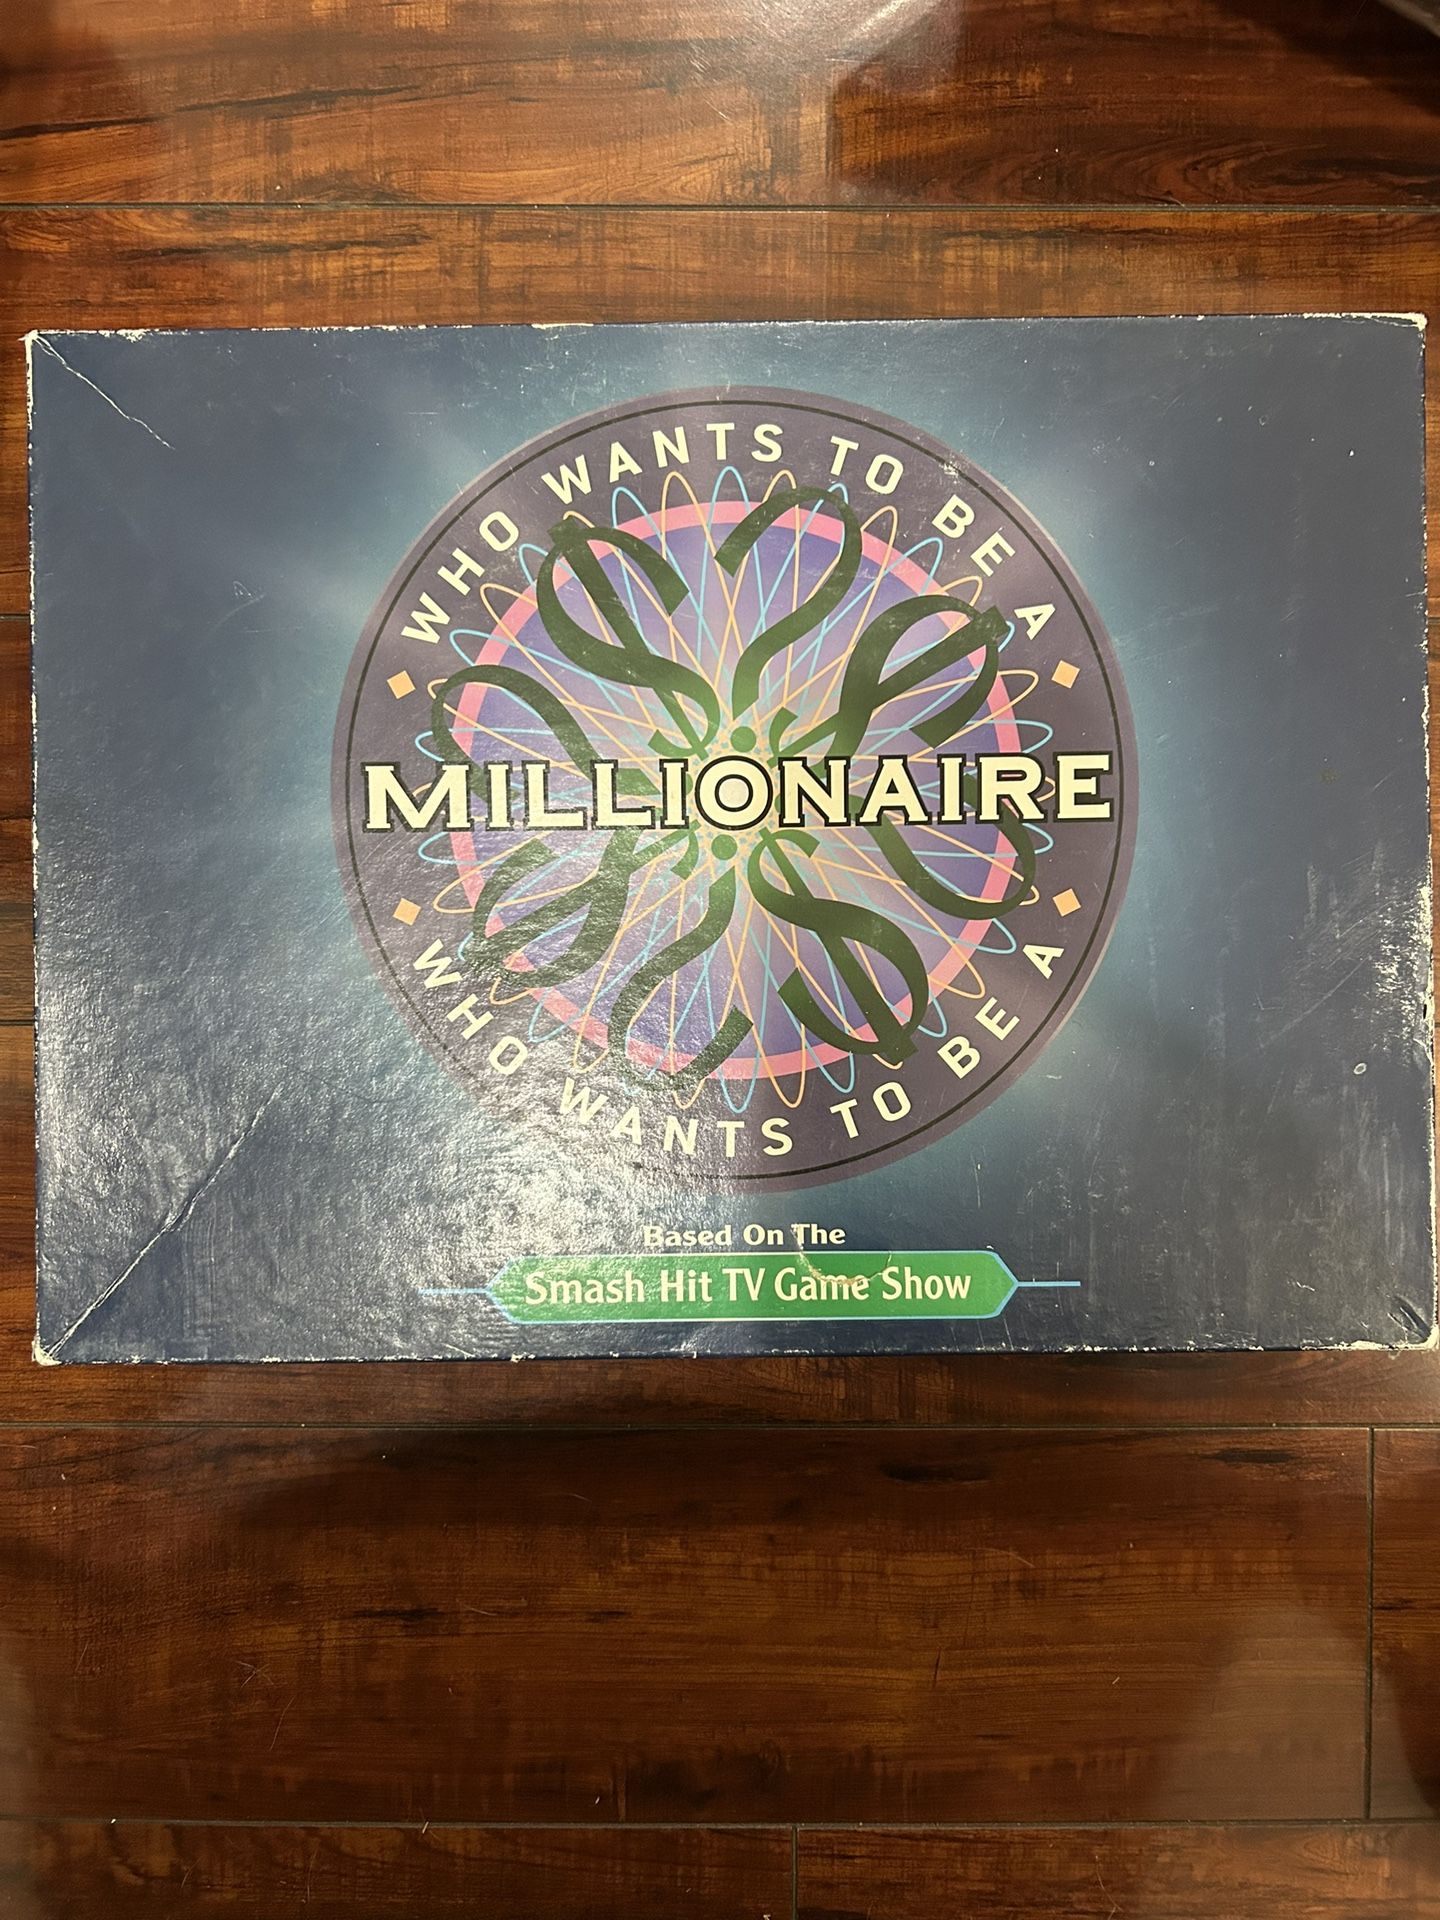 WHO WANTS TO BE A
MILLIONAIRE
WHO WANTS TO BE A
Based On The
Smash Hit TV Game Show